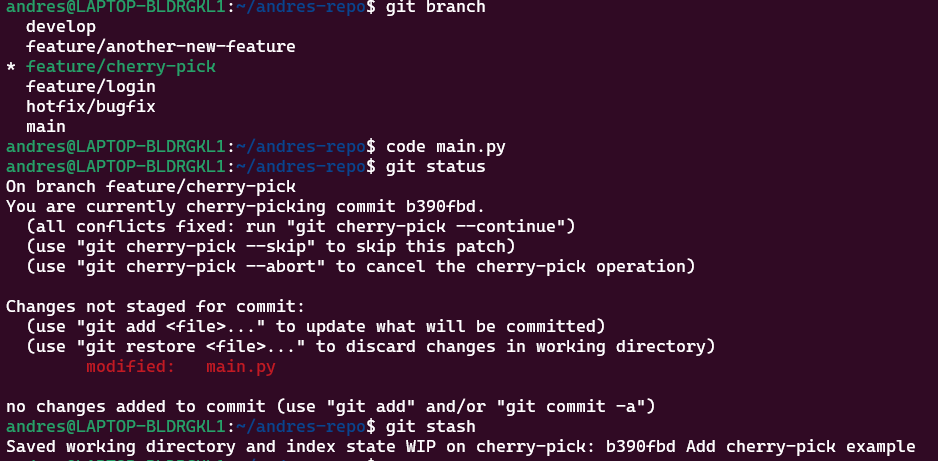 andres@LAPTOP-BLDRGKL1:~/andres-repo$ git branch
  develop
  feature/another-new-feature
* feature/cherry-pick
  feature/login
  hotfix/bugfix
  main
andres@LAPTOP-BLDRGKL1:~/andres-repo$ code main.py
andres@LAPTOP-BLDRGKL1:~/andres-repo$ git status
On branch feature/cherry-pick
You are currently cherry-picking commit b390fbd.
  (all conflicts fixed: run "git cherry-pick --continue")
  (use "git cherry-pick --skip" to skip this patch)
  (use "git cherry-pick --abort" to cancel the cherry-pick operation)

Changes not staged for commit:
  (use "git add <file>..." to update what will be committed)
  (use "git restore <file>..." to discard changes in working directory)
        modified:   main.py

no changes added to commit (use "git add" and/or "git commit -a")
andres@LAPTOP-BLDRGKL1:~/andres-repo$ git stash
Saved working directory and index state WIP on cherry-pick: b390fbd Add cherry-pick example